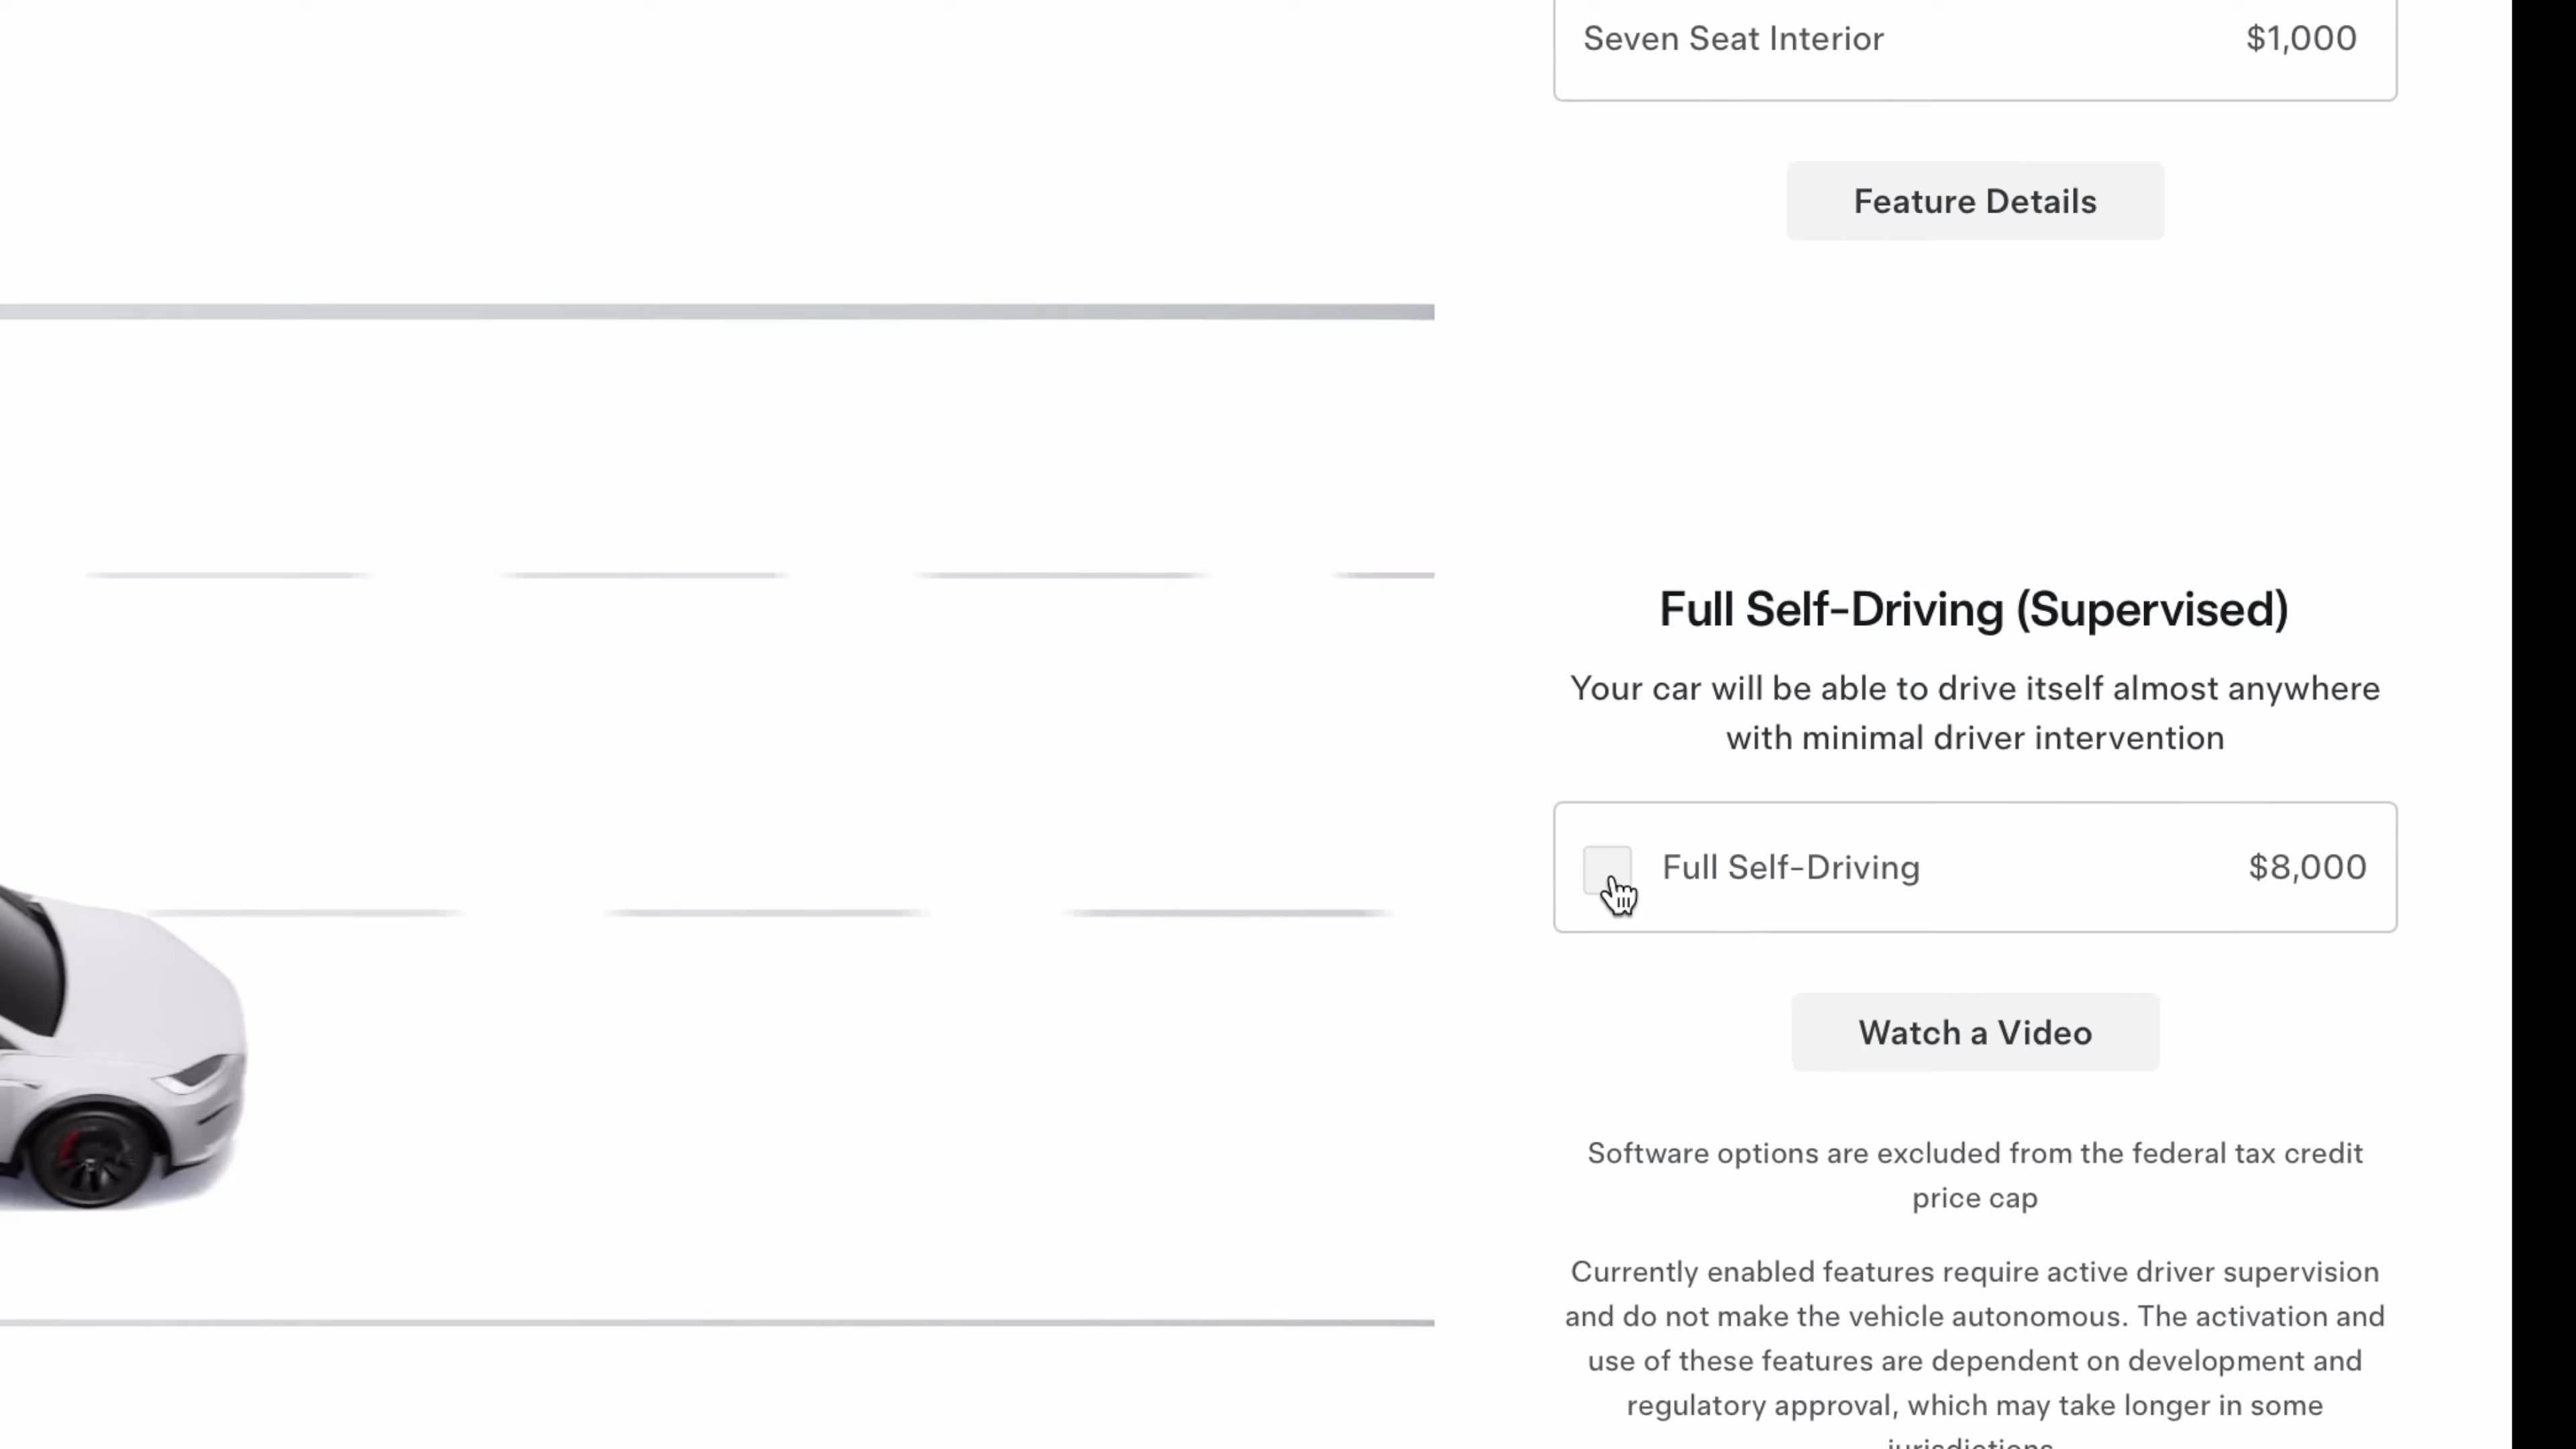 Seven Seat Interior $1,000
Feature Details
Full Self-Driving (Supervised)
Your car will be able to drive itself almost anywhere
with minimal driver intervention
Full Self-Driving $8,000
Watch a Video
Software options are excluded from the federal tax credit
price cap
Currently enabled features require active driver supervision
and do not make the vehicle autonomous. The activation and
use of these features are dependent on development and
regulatory approval, which may take longer in some
jurisdictions